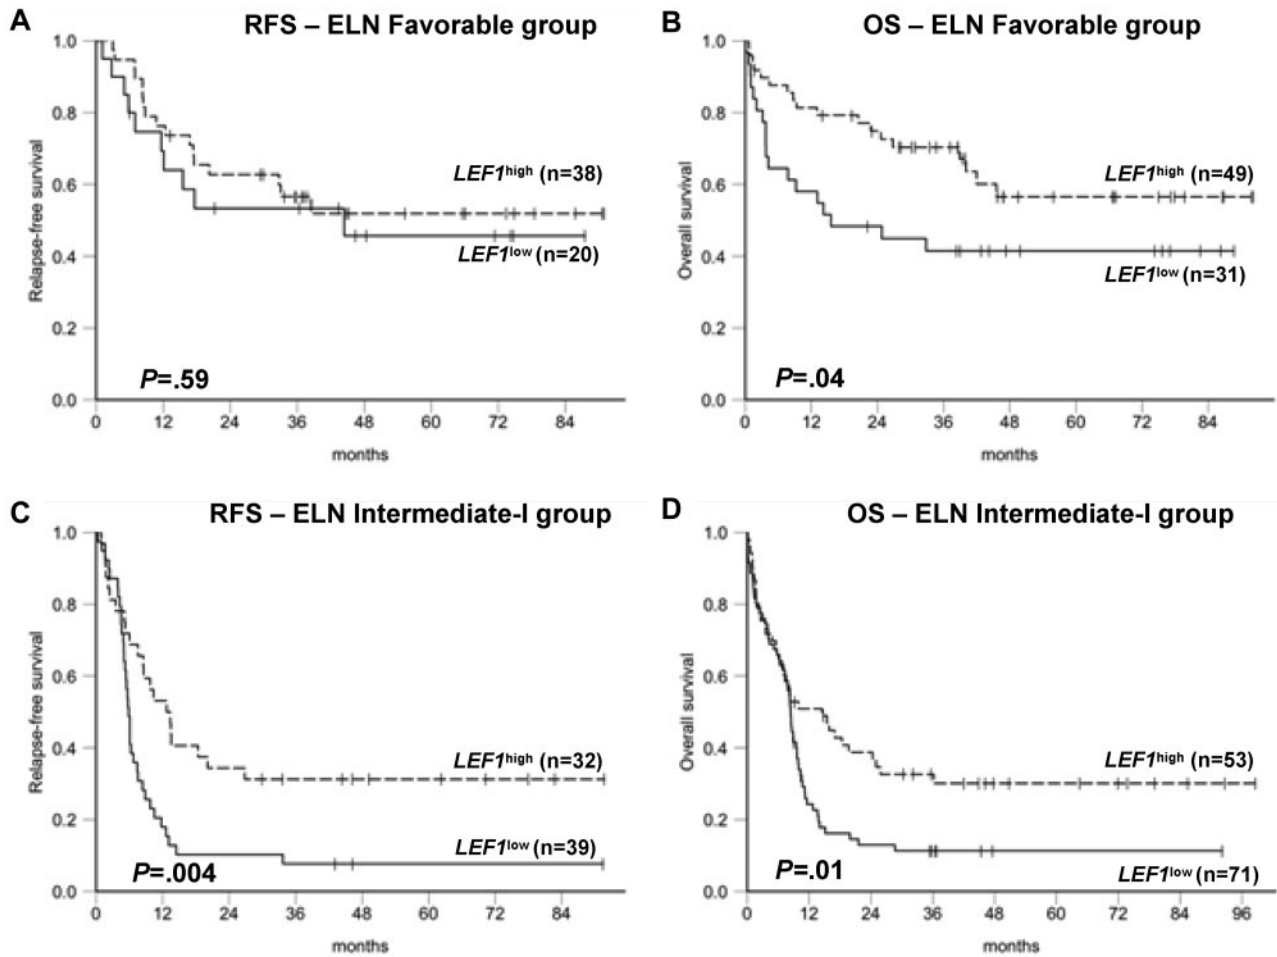 A
RFS – ELN Favorable group
1.0
0.8
0.6
0.4
0.2
0.0
Relapse-free survival
LEF1high (n=38)
LEF1low (n=20)
P=.59
0 12 24 36 48 60 72 84
months
B
OS – ELN Favorable group
1.0
0.8
0.6
0.4
0.2
0.0
Overall survival
LEF1high (n=49)
LEF1low (n=31)
P=.04
0 12 24 36 48 60 72 84
months
C
RFS – ELN Intermediate-I group
1.0
0.8
0.6
0.4
0.2
0.0
Relapse-free survival
LEF1high (n=32)
LEF1low (n=39)
P=.004
0 12 24 36 48 60 72 84
months
D
OS – ELN Intermediate-I group
1.0
0.8
0.6
0.4
0.2
0.0
Overall survival
LEF1high (n=53)
P=.01
LEF1low (n=71)
0 12 24 36 48 60 72 84 96
months